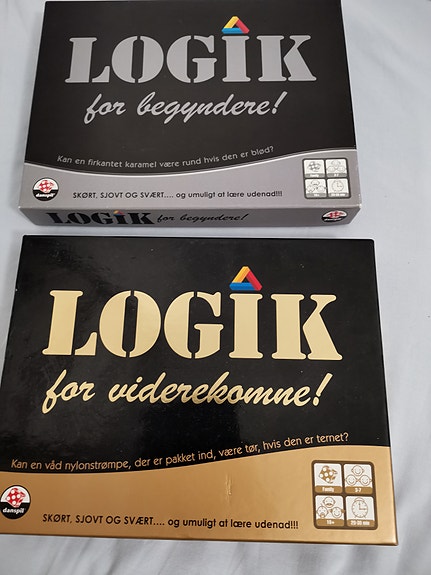 LOGIK
for begyndere!
Kan en firkantet karamel være rund hvis den er blød?
SKØRT, SJOVT OG SVÆRT.... og umuligt at lære udenad!!!
danspil
LOGIK for begyndere!
LOGIK
for viderekomne!
Kan en våd nylonstrømpe, der er pakket ind, være tør, hvis den er ternet?
Family
3-7
15+
20-30 min
danspil
SKØRT, SJOVT OG SVÆRT.... og umuligt at lære udenad!!!